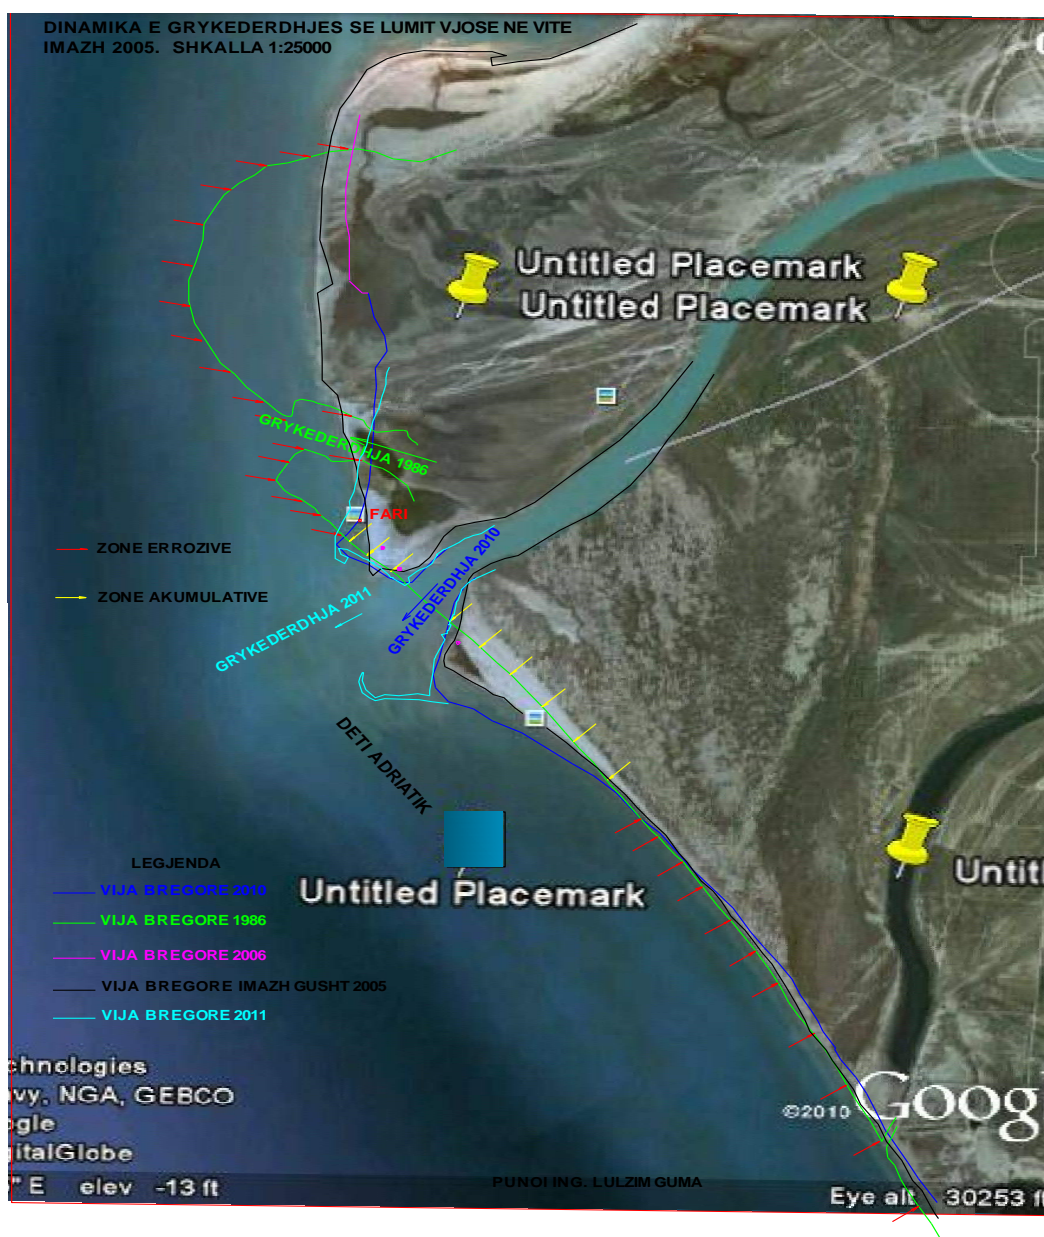 DINAMIKA E GRYKEDERDHJES SE LUMIT VJOSE NE VITE
IMAZH 2005. SHKALLA 1:25000
Untitled Placemark
Untitled Placemark
GRYKEDERDHJA 1986
FARI
GRYKEDERDHJA 2010
GRYKEDERDHJA 2011
ZONE ERROZIVE
ZONE AKUMULATIVE
DETI ADRIATIK
Untitled Placemark
Untitl
LEGJENDA
VIJA BREGORE 2010
VIJA BREGORE 1986
VIJA BREGORE 2006
VIJA BREGORE IMAZH GUSHT 2005
VIJA BREGORE 2011
chnologies
avy, NGA, GEBCO
ogle
gitalGlobe
" E elev -13 ft
©2010 Goog
PUNOI ING. LULZIM GUMA
Eye alt 30253 ft